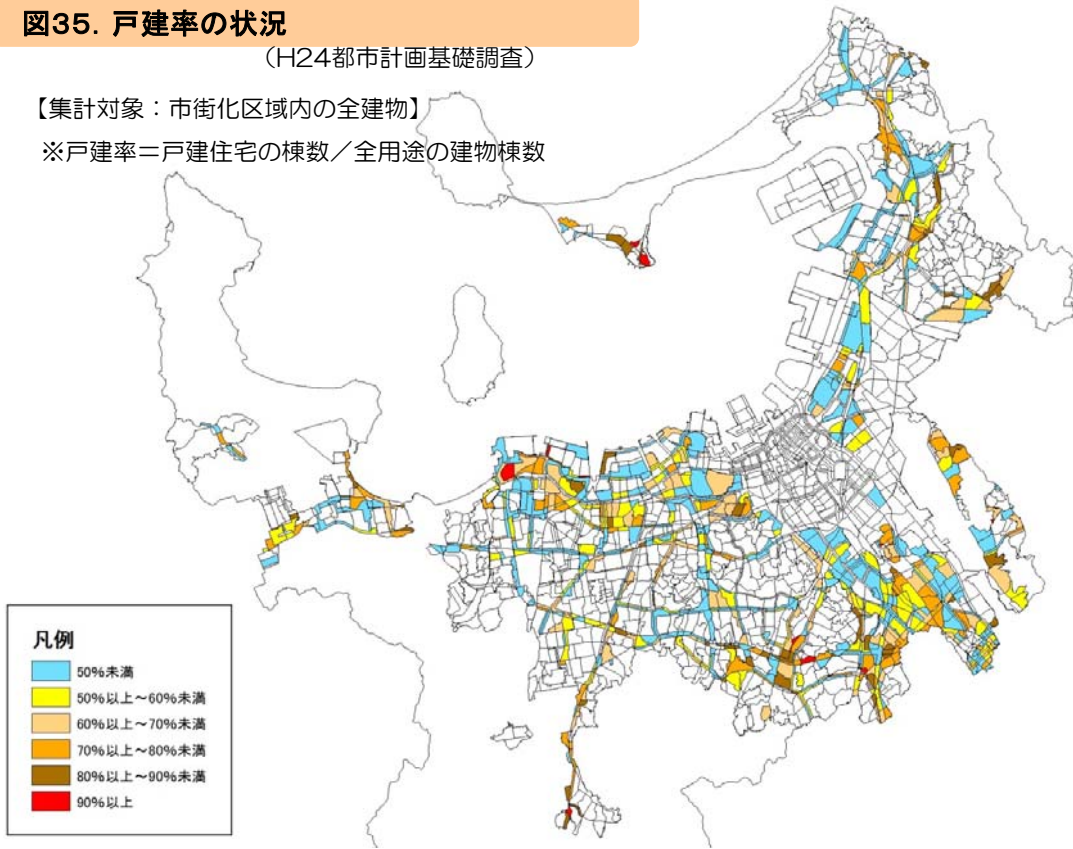 図35．戸建率の状況
（H24都市計画基礎調査）
【集計対象：市街化区域内の全建物】
※戸建率＝戸建住宅の棟数／全用途の建物棟数
凡例
50%未満
50%以上～60%未満
60%以上～70%未満
70%以上～80%未満
80%以上～90%未満
90%以上